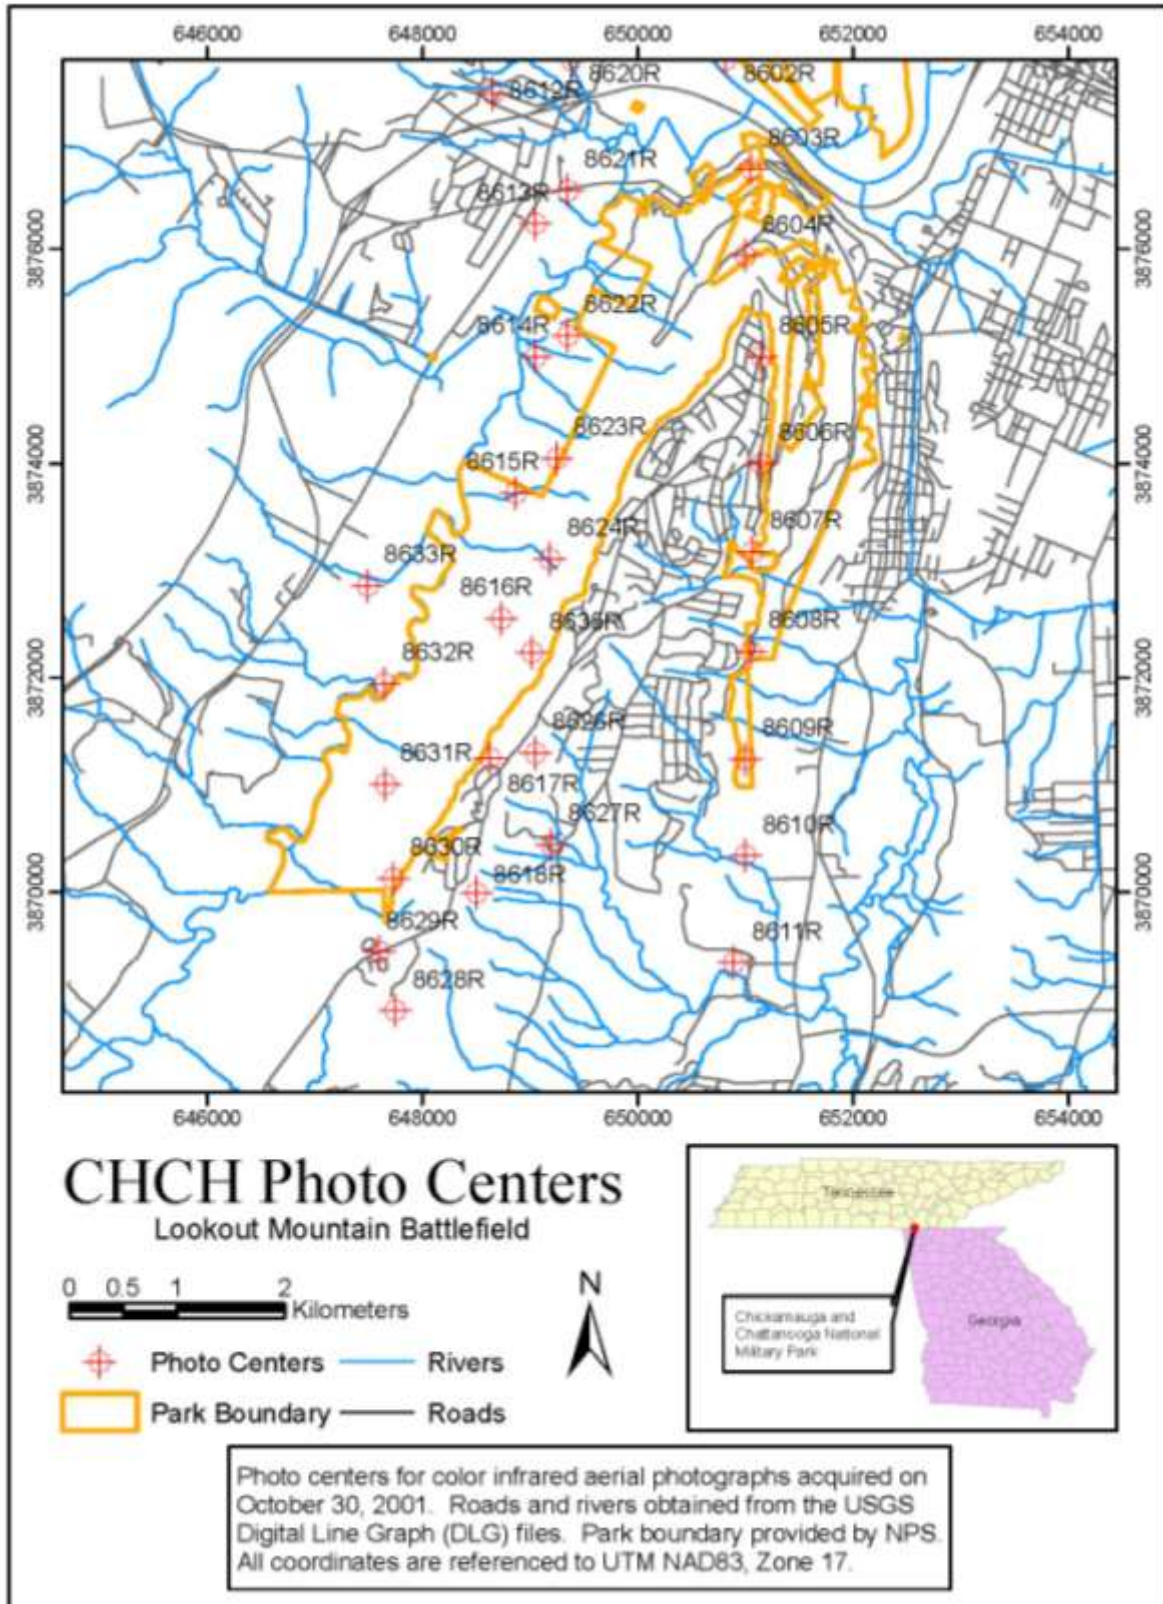 646000 648000 650000 652000 654000
8620R 8602R
8612R
8603R
8621R
8613R
8604R
3876000 3876000
8622R
8614R 8605R
8623R 8606R
8615R
3874000 3874000
8624R 8607R
8633R
8616R
8608R
8632R
3872000 3872000
8626R 8609R
8631R
8617R
8627R 8610R
8630R
8618R
3870000 3870000
8629R 8611R
8628R
646000 648000 650000 652000 654000
CHCH Photo Centers
Lookout Mountain Battlefield
0 0.5 1 2
Kilometers
N
Photo Centers Rivers
Park Boundary Roads
Tennessee
Georgia
Chickamauga and
Chattanooga National
Military Park
Photo centers for color infrared aerial photographs acquired on
October 30, 2001. Roads and rivers obtained from the USGS
Digital Line Graph (DLG) files. Park boundary provided by NPS.
All coordinates are referenced to UTM NAD83, Zone 17.